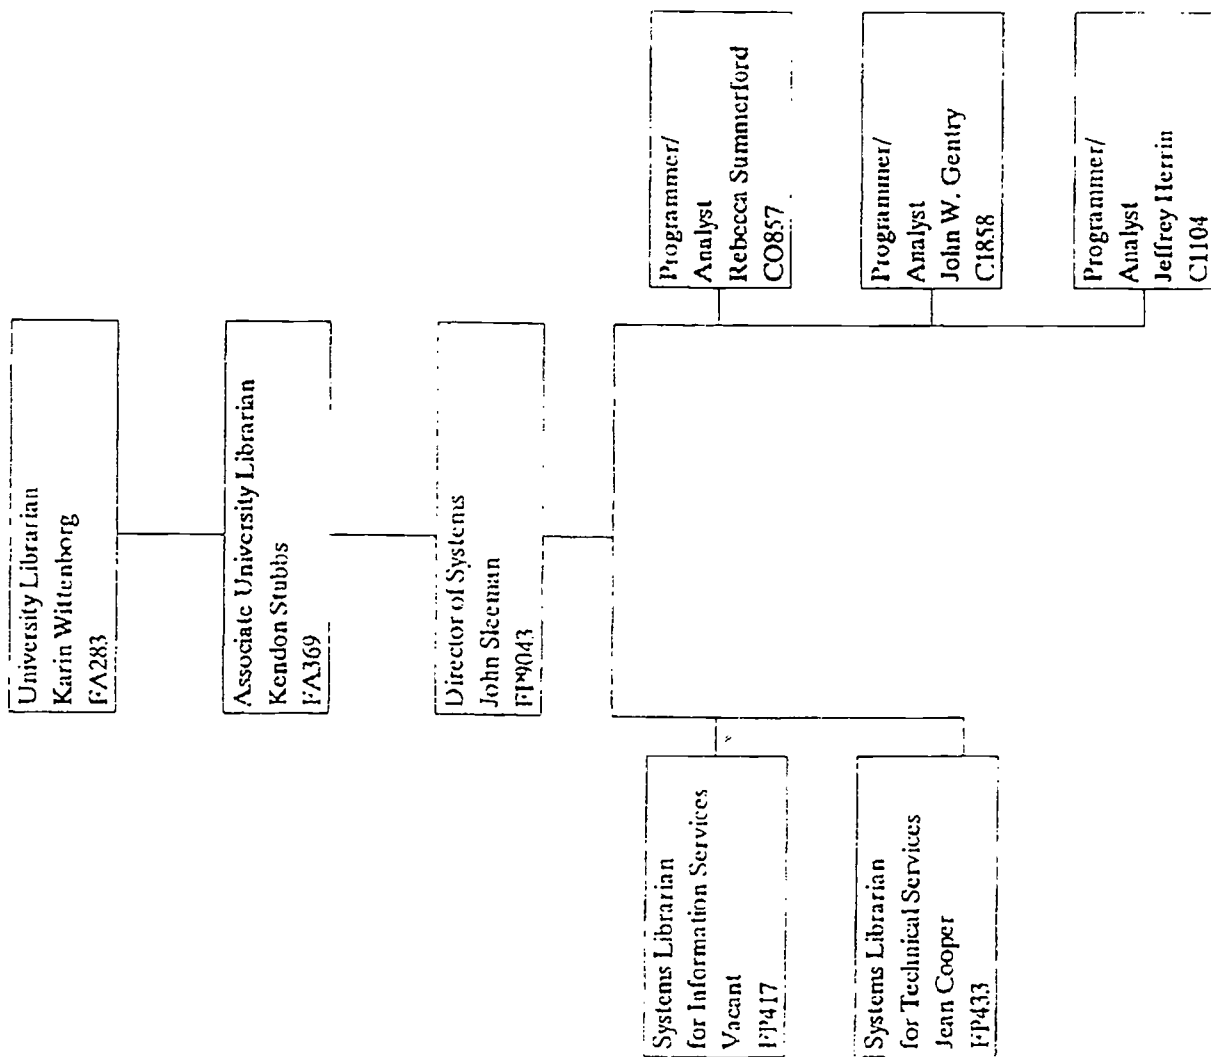 University Librarian
Karin Wittenborg
FA283
Associate University Librarian
Kendon Stubbs
FA369
Director of Systems
John Sleeman
FP9043
Systems Librarian
for Information Services
Vacant
FP417
Systems Librarian
for Technical Services
Jean Cooper
FP433
Programmer/
Analyst
Rebecca Summerford
CO857
Programmer/
Analyst
John W. Gentry
C1858
Programmer/
Analyst
Jeffrey Herrin
C1104